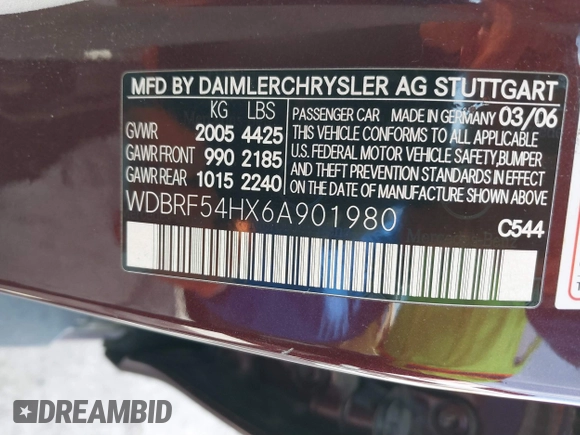 MFD BY DAIMLERCHRYSLER AG STUTTGART
KG LBS
GVWR 2005 4425
GAWR FRONT 990 2185
GAWR REAR 1015 2240
PASSENGER CAR MADE IN GERMANY 03/06
THIS VEHICLE CONFORMS TO ALL APPLICABLE
U.S. FEDERAL MOTOR VEHICLE SAFETY,BUMPER
AND THEFT PREVENTION STANDARDS IN EFFECT
ON THE DATE OF MANUFACTURE SHOWN ABOVE.
WDBRF54HX6A901980
C544
DREAMBID